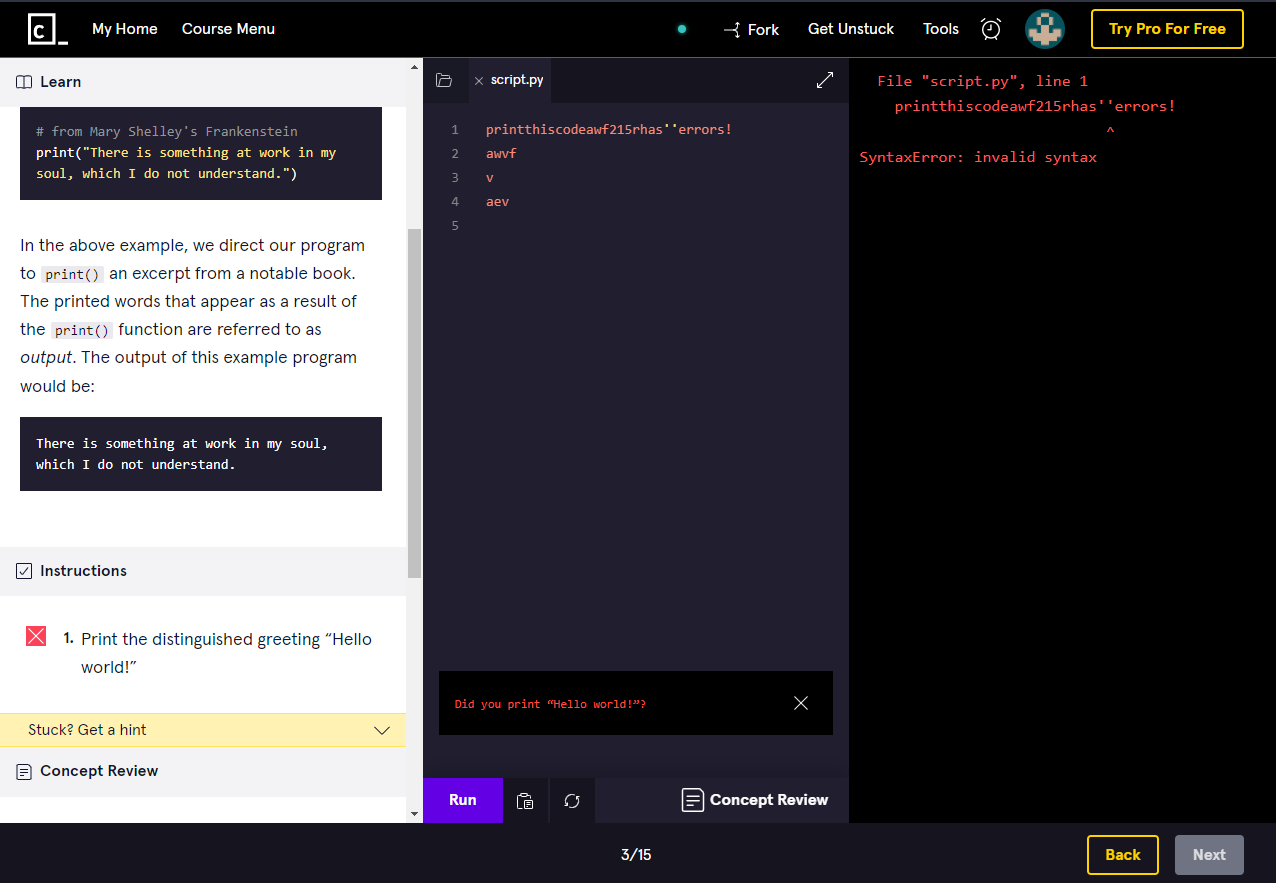 c_ My Home Course Menu Fork Get Unstuck Tools Try Pro For Free
Learn
# from Mary Shelley's Frankenstein
print("There is something at work in my
soul, which I do not understand.")
In the above example, we direct our program
to print() an excerpt from a notable book.
The printed words that appear as a result of
the print() function are referred to as
output. The output of this example program
would be:
There is something at work in my soul,
which I do not understand.
Instructions
1. Print the distinguished greeting “Hello
world!”
Stuck? Get a hint
Concept Review
script.py
1 printthiscodeawf215rhas''errors!
2 awvf
3 v
4 aev
5
Did you print “Hello world!”?
Run Concept Review
File "script.py", line 1
printthiscodeawf215rhas''errors!
^
SyntaxError: invalid syntax
3/15 Back Next